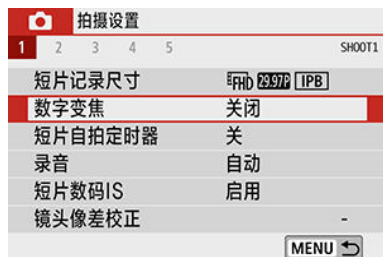 拍摄设置
1 2 3 4 5 SHOOT1
短片记录尺寸 FHD 29.97P IPB
数字变焦 关闭
短片自拍定时器 关
录音 自动
短片数码IS 启用
镜头像差校正 -
MENU